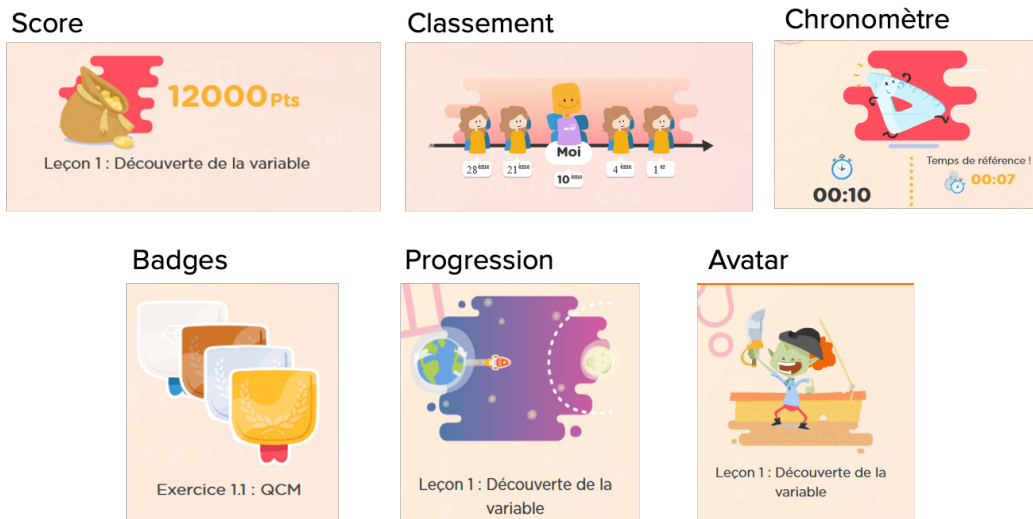 Score
Classement
Chronomètre
12000 Pts
Leçon 1 : Découverte de la variable
Moi
28ème
21ème
10ème
4ème
1er
Temps de référence !
00:10
00:07
Badges
Progression
Avatar
Exercice 1.1 : QCM
Leçon 1 : Découverte de la
variable
Leçon 1 : Découverte de la
variable